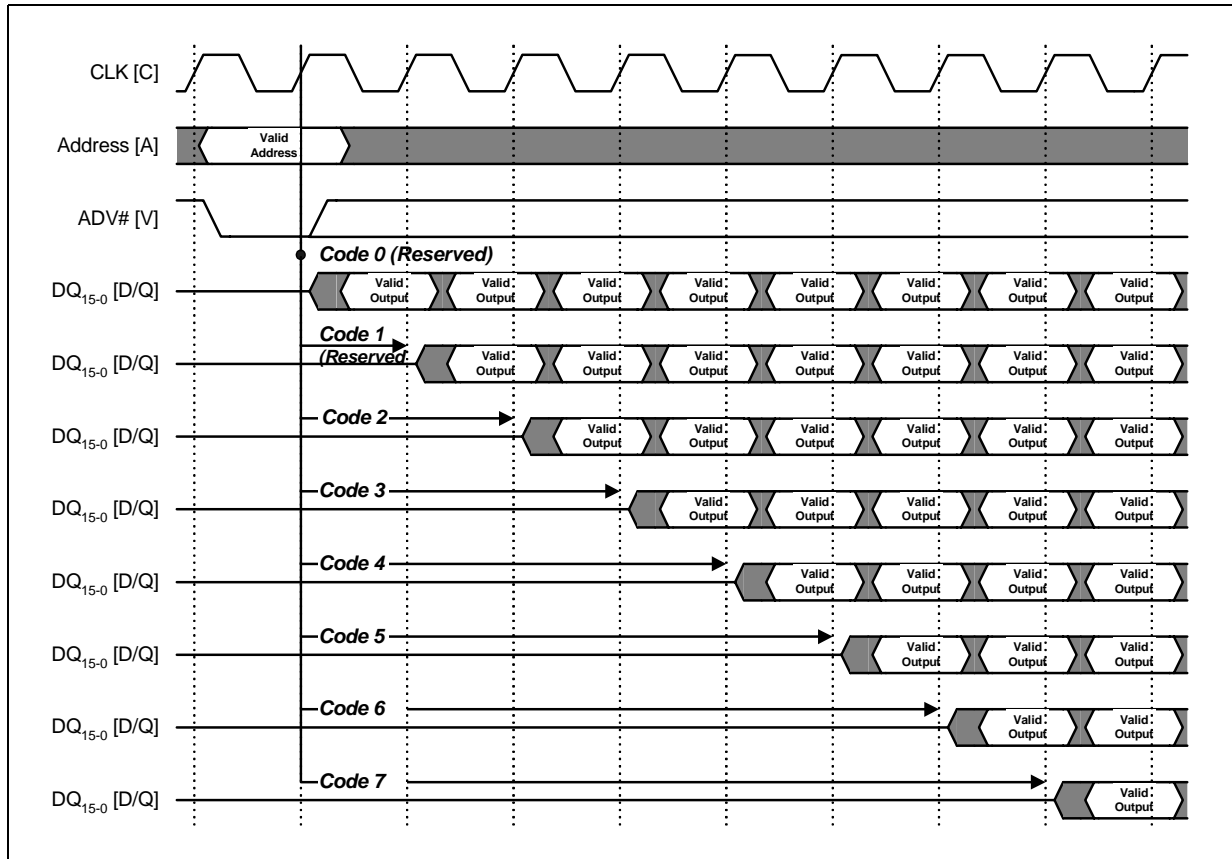 CLK [C]
Address [A]
Valid
Address
ADV# [V]
Code 0 (Reserved)
DQ15-0 [D/Q]
Valid Output Valid Output Valid Output Valid Output Valid Output Valid Output Valid Output Valid Output
Code 1
(Reserved
DQ15-0 [D/Q]
Valid Output Valid Output Valid Output Valid Output Valid Output Valid Output Valid Output
Code 2
DQ15-0 [D/Q]
Valid Output Valid Output Valid Output Valid Output Valid Output Valid Output
Code 3
DQ15-0 [D/Q]
Valid Output Valid Output Valid Output Valid Output Valid Output
Code 4
DQ15-0 [D/Q]
Valid Output Valid Output Valid Output Valid Output
Code 5
DQ15-0 [D/Q]
Valid Output Valid Output Valid Output
Code 6
DQ15-0 [D/Q]
Valid Output Valid Output
Code 7
DQ15-0 [D/Q]
Valid Output